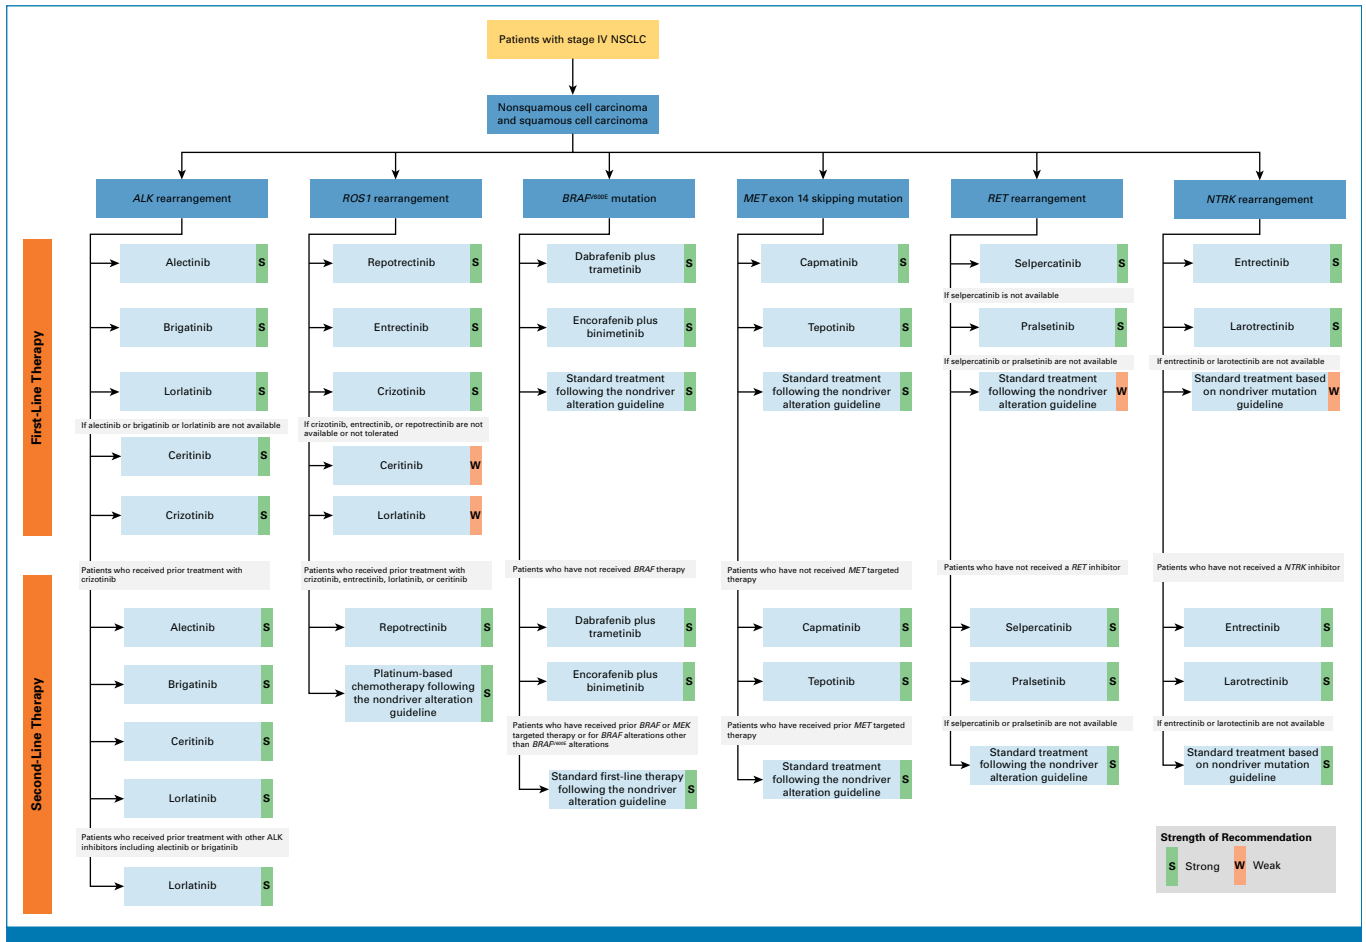 Patients with stage IV NSCLC
Nonsquamous cell carcinoma
and squamous cell carcinoma
ALK rearrangement
ROS1 rearrangement
BRAFV600E mutation
MET exon 14 skipping mutation
RET rearrangement
NTRK rearrangement
First-Line Therapy
Alectinib S
Brigatinib S
Lorlatinib S
If alectinib or brigatinib or lorlatinib are not available
Ceritinib S
Crizotinib S
Repotrectinib S
Entrectinib S
Crizotinib S
If crizotinib, entrectinib, or repotrectinib are not
available or not tolerated
Ceritinib W
Lorlatinib W
Dabrafenib plus
trametinib S
Encorafenib plus
binimetinib S
Standard treatment
following the nondriver S
alteration guideline
Capmatinib S
Tepotinib S
Standard treatment
following the nondriver S
alteration guideline
Selpercatinib S
If selpercatinib is not available
Pralsetinib S
If selpercatinib or pralsetinib are not available
Standard treatment
following the nondriver W
alteration guideline
Entrectinib S
Larotrectinib S
If entrectinib or larotectinib are not available
Standard treatment based
on nondriver mutation W
guideline
Second-Line Therapy
Patients who received prior treatment with
crizotinib
Alectinib S
Brigatinib S
Ceritinib S
Lorlatinib S
Patients who received prior treatment with other ALK
inhibitors including alectinib or brigatinib
Lorlatinib S
Patients who received prior treatment with
crizotinib, entrectinib, lorlatinib, or ceritinib
Repotrectinib S
Platinum-based
chemotherapy following
the nondriver alteration S
guideline
Patients who have not received BRAF therapy
Dabrafenib plus
trametinib S
Encorafenib plus
binimetinib S
Patients who have received prior BRAF or MEK
targeted therapy or for BRAF alterations other
than BRAFV600E alterations
Standard first-line therapy
following the nondriver S
alteration guideline
Patients who have not received MET targeted
therapy
Capmatinib S
Tepotinib S
Patients who have received prior MET targeted
therapy
Standard treatment
following the nondriver S
alteration guideline
Patients who have not received a RET inhibitor
Selpercatinib S
Pralsetinib S
If selpercatinib or pralsetinib are not available
Standard treatment
following the nondriver S
alteration guideline
Patients who have not received a NTRK inhibitor
Entrectinib S
Larotrectinib S
If entrectinib or larotectinib are not available
Standard treatment based
on nondriver mutation S
guideline
Strength of Recommendation
S Strong W Weak